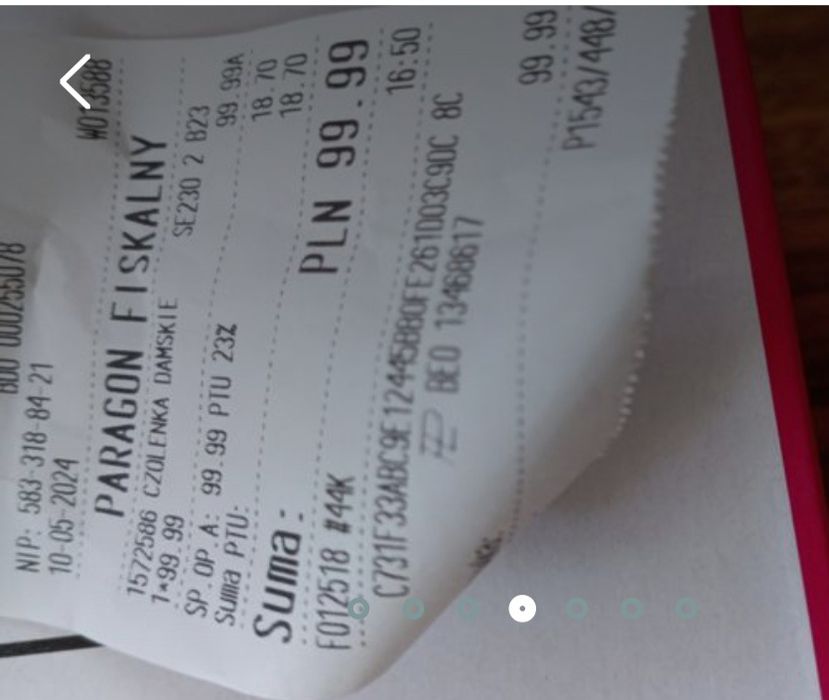 BDO 000255078
NIP: 583-318-84-21
10-05-2024 W013588
PARAGON FISKALNY
1572586 CZOLENKA DAMSKIE SE230 2 B23
1*99.99 99.99A
SP OP A: 99.99 PTU 23% 18.70
Suma PTU: 18.70
Suma: PLN 99.99
F012518 #44K 16:50
C731F33ABC9E12445B80FE261D03C90C 8C
BEO 13468617
99.99
P1543/448/